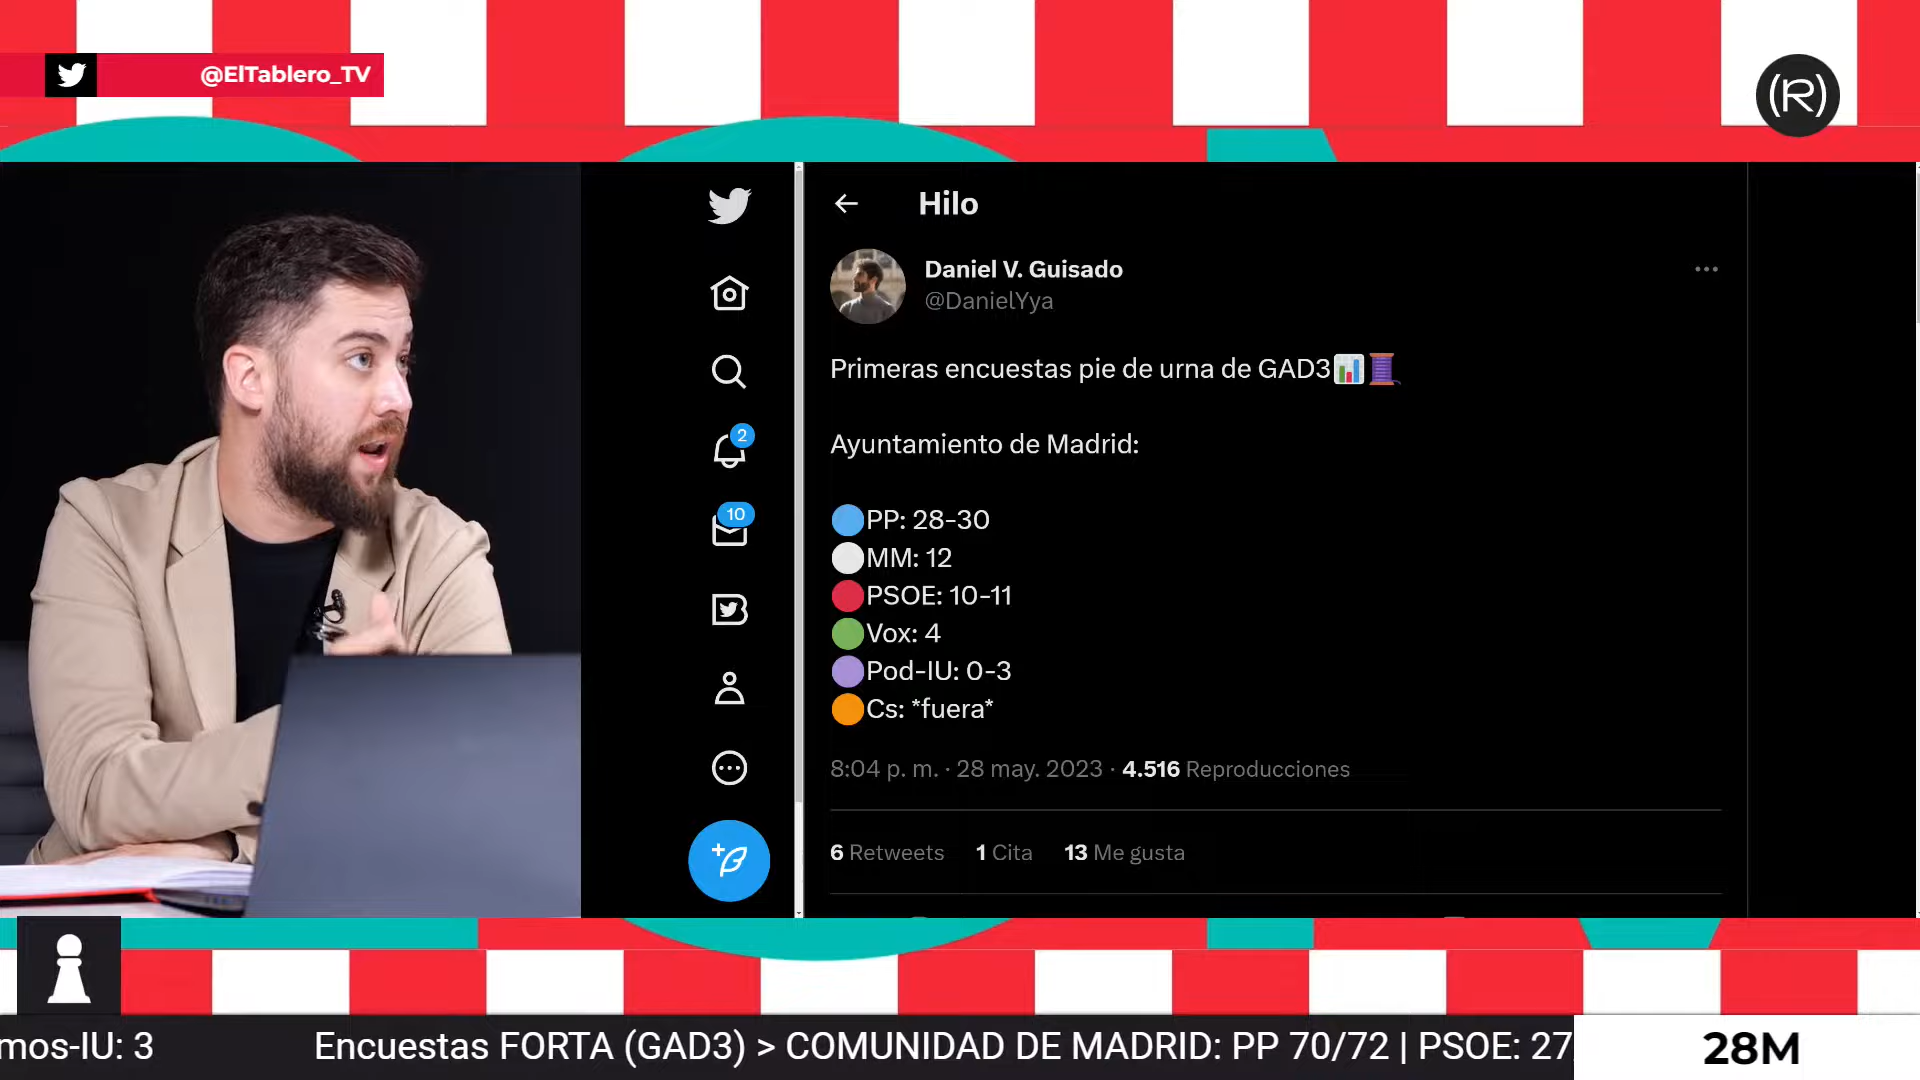 @ElTablero_TV
(R)
Hilo
Daniel V. Guisado
@DanielYya
Primeras encuestas pie de urna de GAD3
Ayuntamiento de Madrid:
PP: 28-30
MM: 12
PSOE: 10-11
Vox: 4
Pod-IU: 0-3
Cs: *fuera*
8:04 p. m. · 28 may. 2023 · 4.516 Reproducciones
6 Retweets 1 Cita 13 Me gusta
2
10
mos-IU: 3 Encuestas FORTA (GAD3) > COMUNIDAD DE MADRID: PP 70/72 | PSOE: 27
28M